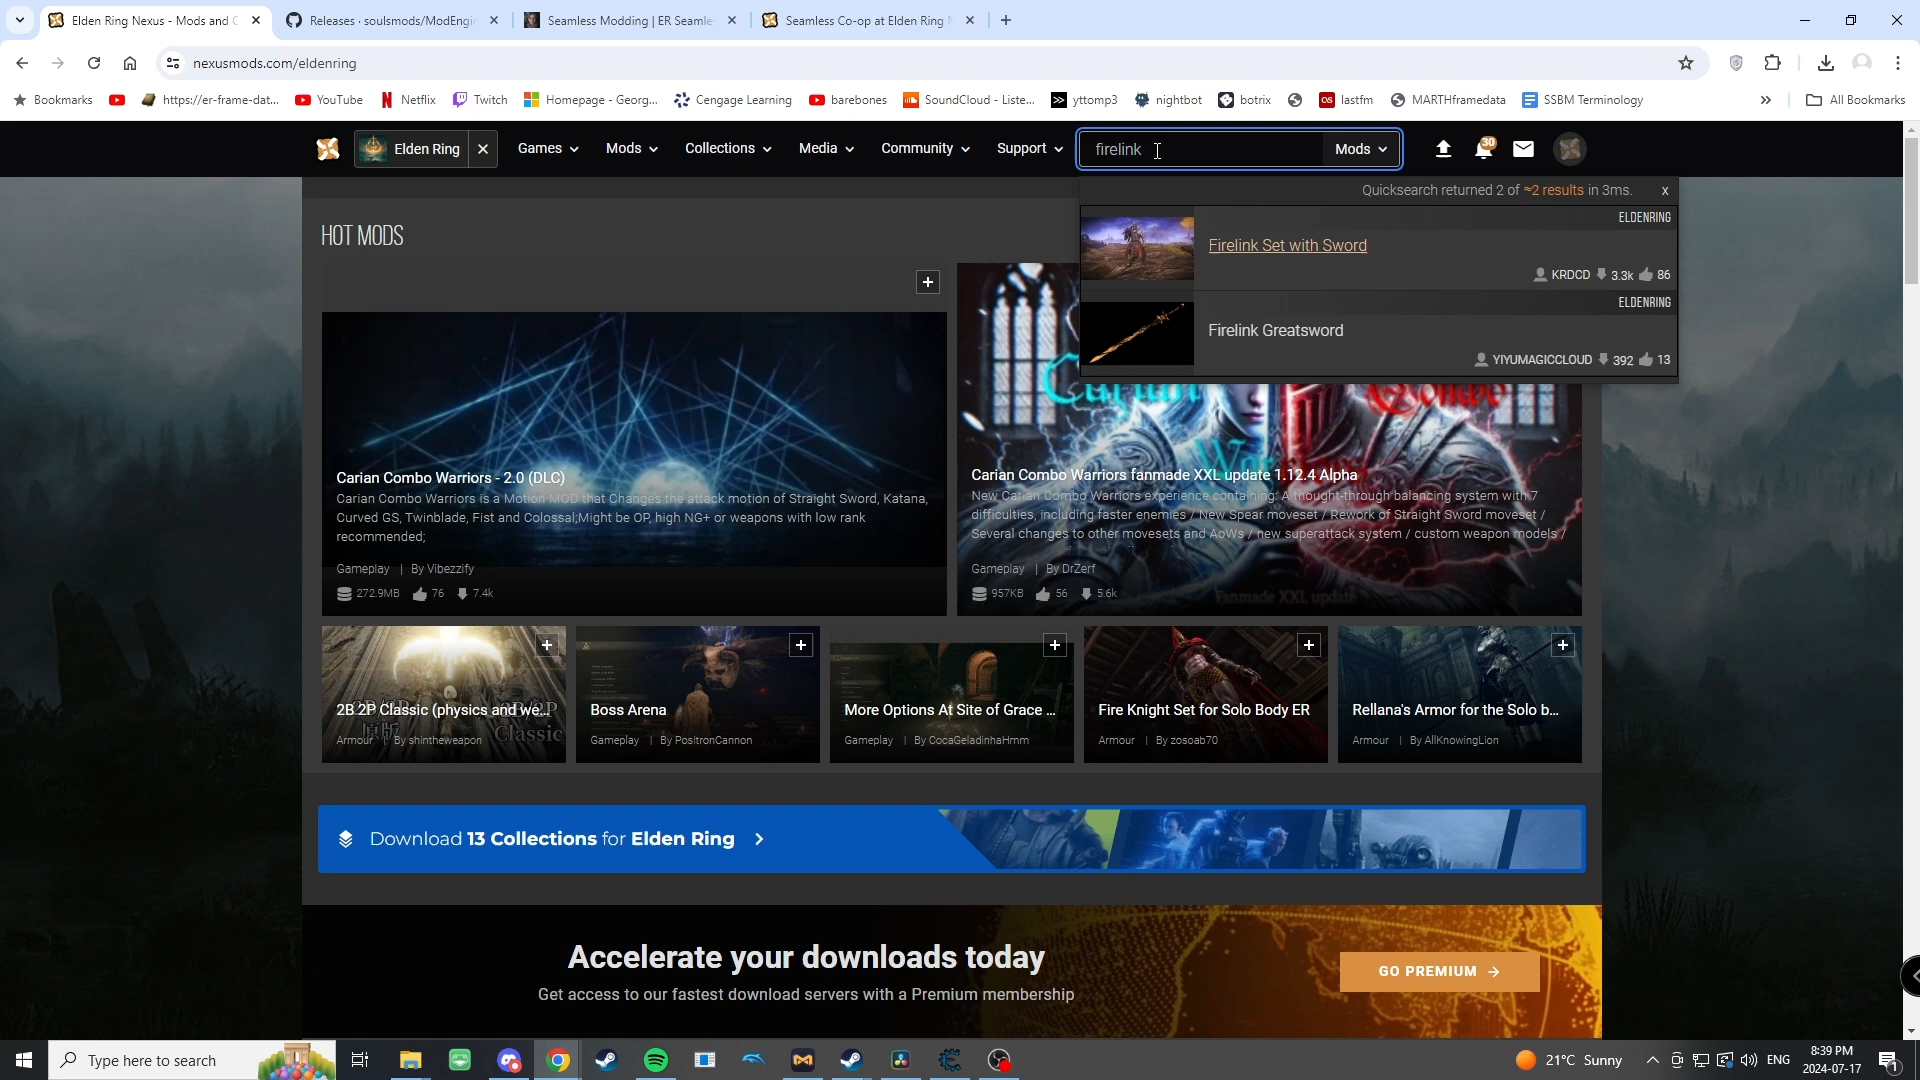 Elden Ring Nexus - Mods and C
Releases · soulsmods/ModEngin
Seamless Modding | ER Seamle
Seamless Co-op at Elden Ring N
nexusmods.com/eldenring
Bookmarks
https://er-frame-dat...
YouTube
Netflix
Twitch
Homepage - Georg...
Cengage Learning
barebones
SoundCloud - Liste...
yttomp3
nightbot
botrix
lastfm
MARTHframedata
SSBM Terminology
All Bookmarks
Elden Ring
Games
Mods
Collections
Media
Community
Support
firelink
Mods
30
Quicksearch returned 2 of ≈2 results in 3ms.
x
ELDENRING
Firelink Set with Sword
KRDCD 3.3k 86
ELDENRING
Firelink Greatsword
YIYUMAGICCLOUD 392 13
HOT MODS
Carian Combo Warriors - 2.0 (DLC)
Carian Combo Warriors is a Motion MOD that Changes the attack motion of Straight Sword, Katana,
Curved GS, Twinblade, Fist and Colossal;Might be OP, high NG+ or weapons with low rank
recommended;
Gameplay | By Vibezzify
272.9MB 76 7.4k
Carian Combo Warriors fanmade XXL update 1.12.4 Alpha
New Carian Combo Warriors experience containing: A thought-through balancing system with 7
difficulties, including faster enemies / New Spear moveset / Rework of Straight Sword moveset /
Several changes to other movesets and AoWs / new superattack system / custom weapon models /
Gameplay | By DrZerf
957KB 56 5.6k
Fanmade XXL update
2B 2P Classic (physics and we...
Armour | By shintheweapon
Boss Arena
Gameplay | By PositronCannon
More Options At Site of Grace ...
Gameplay | By CocaGeladinhaHmm
Fire Knight Set for Solo Body ER
Armour | By zosoab70
Rellana's Armor for the Solo b...
Armour | By AllKnowingLion
Download 13 Collections for Elden Ring
Accelerate your downloads today
Get access to our fastest download servers with a Premium membership
GO PREMIUM
Type here to search
21°C Sunny
ENG
8:39 PM
2024-07-17
1